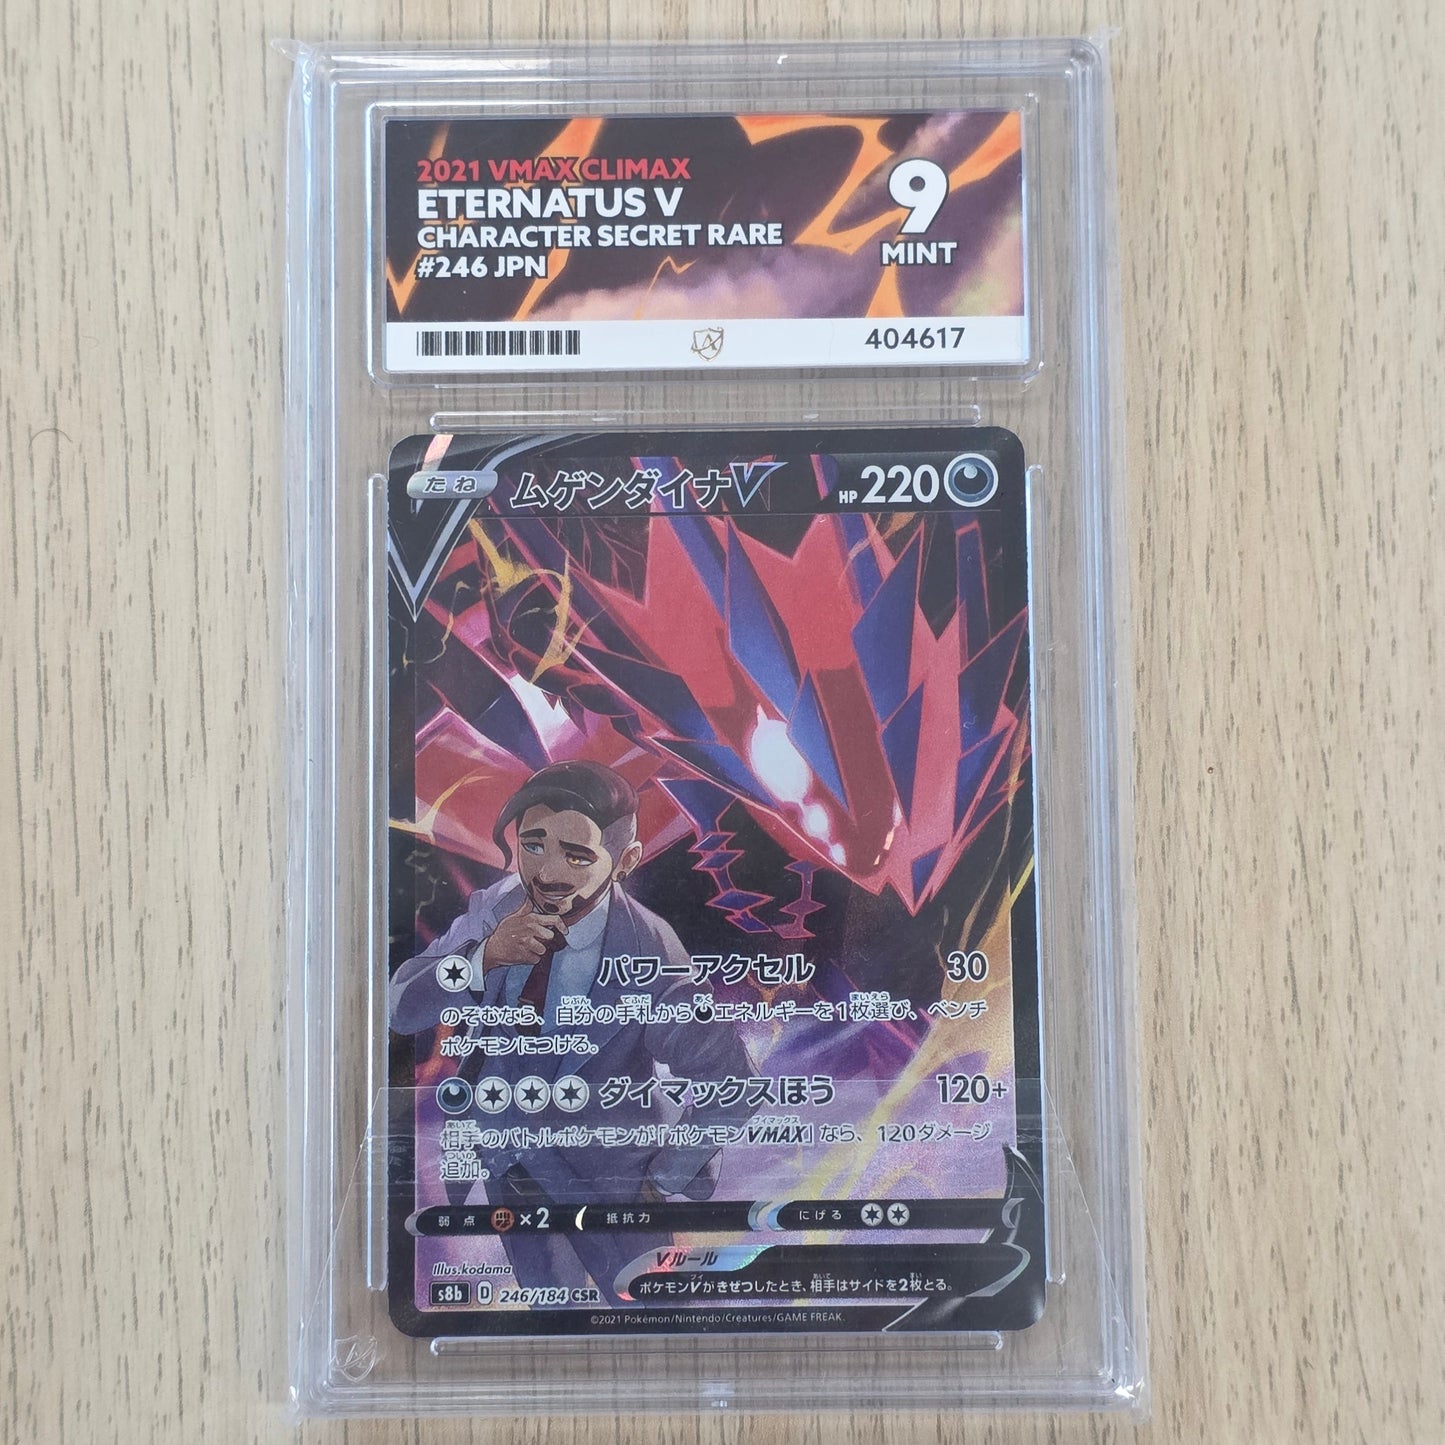 2021 VMAX CLIMAX
ETERNATUS V
CHARACTER SECRET RARE
#246 JPN
9
MINT
404617
たね
ムゲンダイナV
HP 220
パワーアクセル 30
のぞむなら、自分の手札からエネルギーを1枚選び、ベンチ
ポケモンにつける。
ダイマックスほう 120+
相手のバトルポケモンが「ポケモンVMAX」なら、120ダメージ
追加。
弱点 ×2 抵抗力 にげる
Vルール
ポケモンVがきぜつしたとき、相手はサイドを2枚とる。
Illus.kodama
s8b D 246/184 CSR
©2021 Pokémon/Nintendo/Creatures/GAME FREAK.